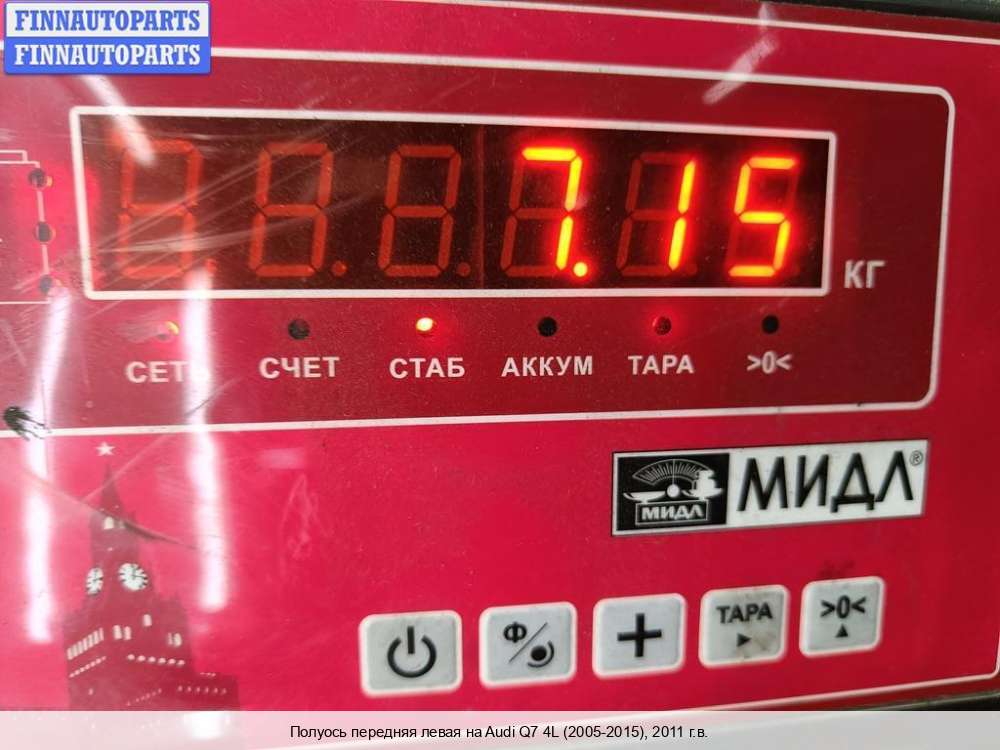 FINNAUTOPARTS
FINNAUTOPARTS
7.15
КГ
СЕТЬ СЧЕТ СТАБ АККУМ ТАРА >0<
МИДЛ МИДЛ®
Ф ТАРА >0<
Полуось передняя левая на Audi Q7 4L (2005-2015), 2011 г.в.